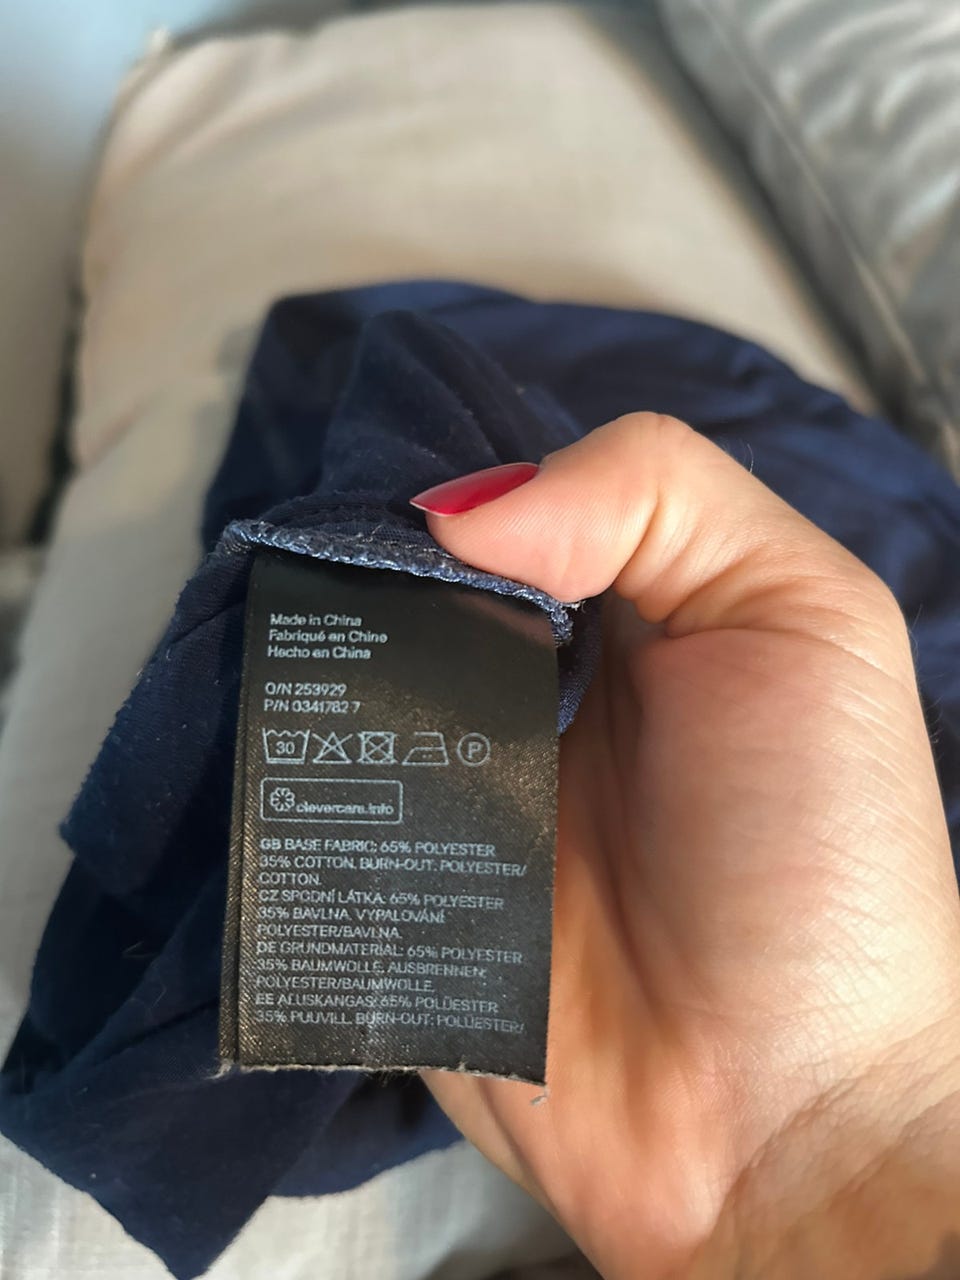 Made in China
Fabriqué en Chine
Hecho en China
O/N 253929
P/N 0341782 7
30 P
clevercare.info
GB BASE FABRIC: 65% POLYESTER
35% COTTON. BURN-OUT: POLYESTER/
COTTON.
CZ SPODNÍ LÁTKA: 65% POLYESTER
35% BAVLNA. VYPALOVÁNÍ:
POLYESTER/BAVLNA.
DE GRUNDMATERIAL: 65% POLYESTER
35% BAUMWOLLE. AUSBRENNEN:
POLYESTER/BAUMWOLLE.
EE ALUSKANGAS: 65% POLÜESTER
35% PUUVILL. BURN-OUT: POLÜESTER/